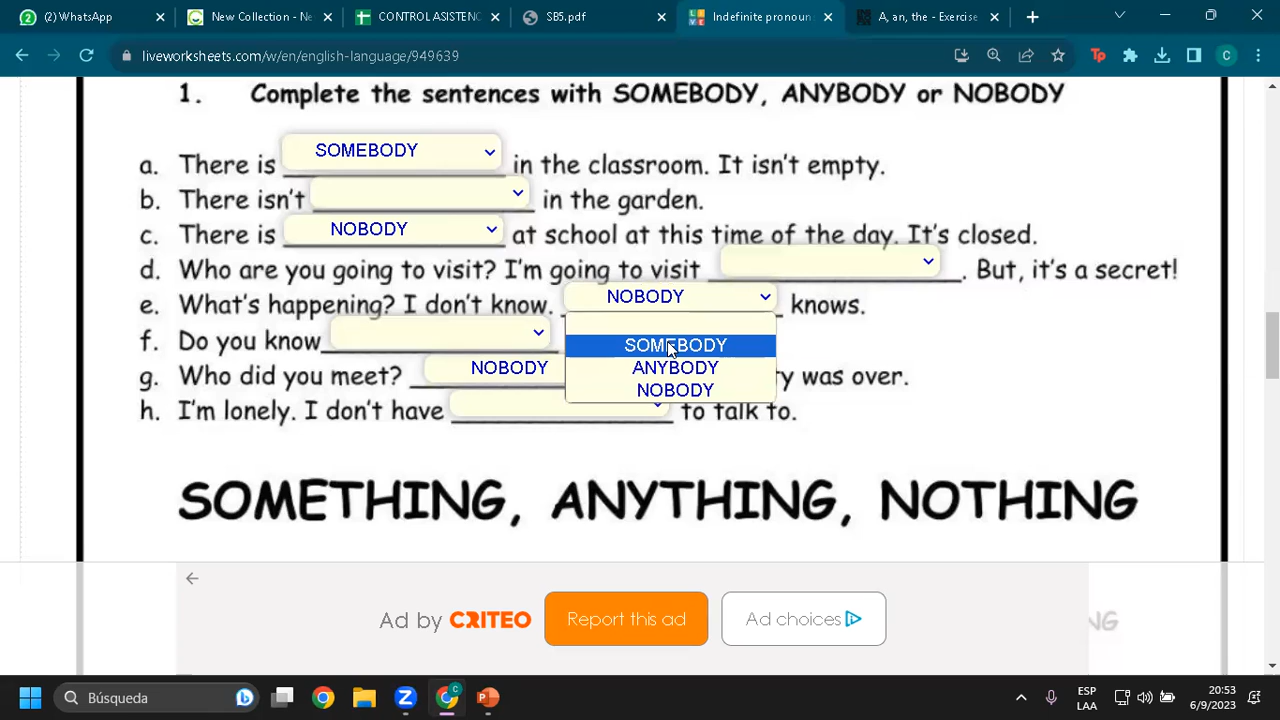 (2) WhatsApp
New Collection - Ne
CONTROL ASISTENC
SB5.pdf
Indefinite pronoun
A, an, the - Exercise
liveworksheets.com/w/en/english-language/949639
1. Complete the sentences with SOMEBODY, ANYBODY or NOBODY
a. There is SOMEBODY in the classroom. It isn't empty.
b. There isn't in the garden.
c. There is NOBODY at school at this time of the day. It's closed.
d. Who are you going to visit? I'm going to visit . But, it's a secret!
e. What's happening? I don't know. NOBODY knows.
f. Do you know
SOMEBODY
ANYBODY
NOBODY
g. Who did you meet? NOBODY was over.
h. I'm lonely. I don't have to talk to.
SOMETHING, ANYTHING, NOTHING
Ad by CRITEO
Report this ad
Ad choices
NG
Búsqueda
ESP
LAA
20:53
6/9/2023